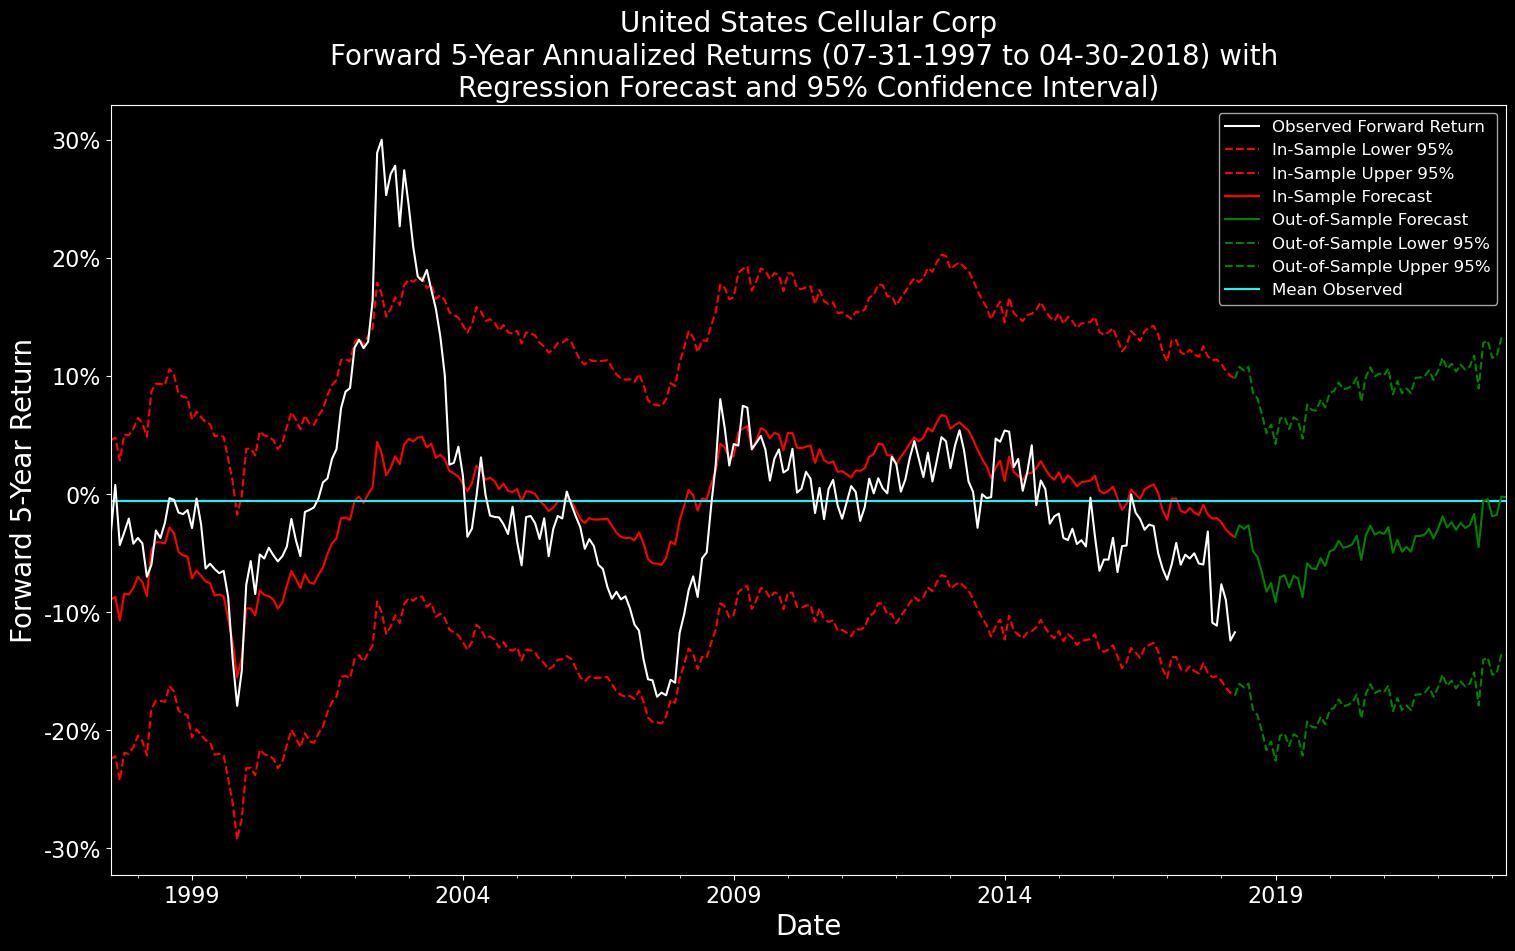 United States Cellular Corp
Forward 5-Year Annualized Returns (07-31-1997 to 04-30-2018) with
Regression Forecast and 95% Confidence Interval)
Forward 5-Year Return
30%
20%
10%
0%
-10%
-20%
-30%
Observed Forward Return
In-Sample Lower 95%
In-Sample Upper 95%
In-Sample Forecast
Out-of-Sample Forecast
Out-of-Sample Lower 95%
Out-of-Sample Upper 95%
Mean Observed
1999 2004 2009 2014 2019
Date